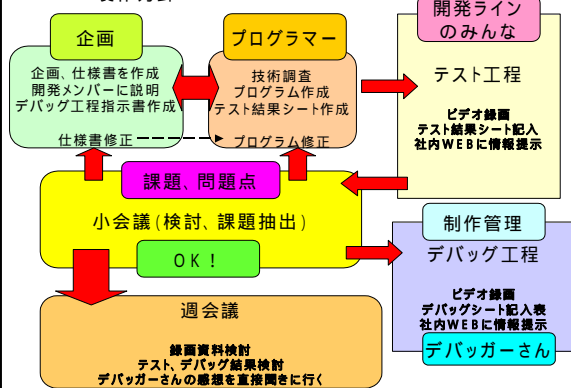 企画
企画、仕様書を作成
開発メンバーに説明
デバッグ工程指示書作成
仕様書修正
プログラマー
技術調査
プログラム作成
テスト結果シート作成
プログラム修正
開発ライン
のみんな
テスト工程
ビデオ録画
テスト結果シート記入
社内WEBに情報提示
課題、問題点
小会議(検討、課題抽出)
OK!
制作管理
デバッグ工程
ビデオ録画
デバッグシート記入表
社内WEBに情報提示
デバッガーさん
週会議
録画資料検討
テスト、デバッグ結果検討
デバッガーさんの感想を直接聞きに行く